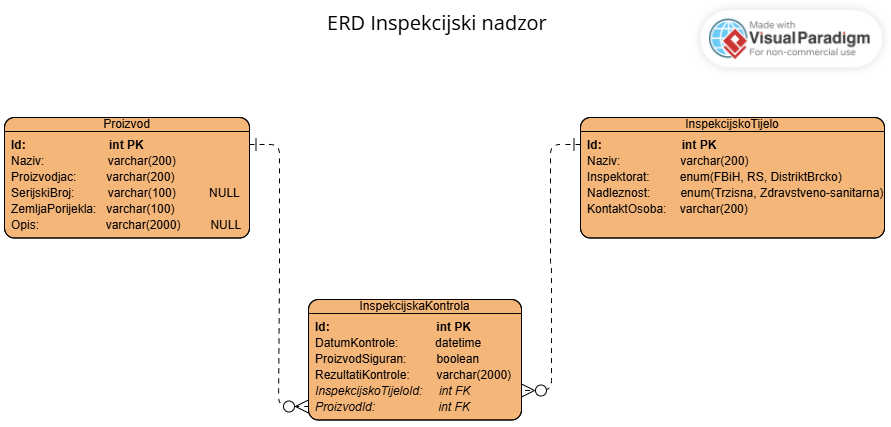 ERD Inspekcijski nadzor
Made with
VisualParadigm
For non-commercial use
Proizvod
Id: int PK
Naziv: varchar(200)
Proizvodjac: varchar(200)
SerijskiBroj: varchar(100) NULL
ZemljaPorijekla: varchar(100)
Opis: varchar(2000) NULL
InspekcijskoTijelo
Id: int PK
Naziv: varchar(200)
Inspektorat: enum(FBiH, RS, DistriktBrcko)
Nadleznost: enum(Trzisna, Zdravstveno-sanitarna)
KontaktOsoba: varchar(200)
InspekcijskaKontrola
Id: int PK
DatumKontrole: datetime
ProizvodSiguran: boolean
RezultatiKontrole: varchar(2000)
InspekcijskoTijeloId: int FK
ProizvodId: int FK